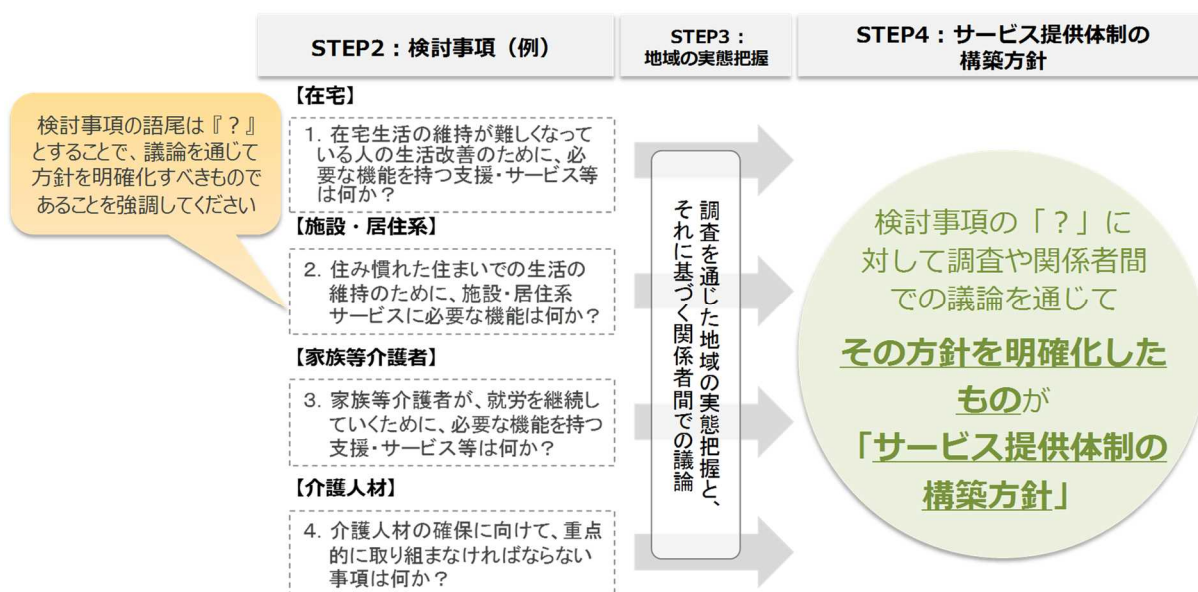 STEP2：検討事項（例）
STEP3：
地域の実態把握
STEP4：サービス提供体制の
構築方針
検討事項の語尾は『？』
とすることで、議論を通じて
方針を明確化すべきもので
あることを強調してください
【在宅】
1. 在宅生活の維持が難しくなって
いる人の生活改善のために、必
要な機能を持つ支援・サービス等
は何か？
【施設・居住系】
2. 住み慣れた住まいでの生活の
維持のために、施設・居住系
サービスに必要な機能は何か？
【家族等介護者】
3. 家族等介護者が、就労を継続し
ていくために、必要な機能を持つ
支援・サービス等は何か？
【介護人材】
4. 介護人材の確保に向けて、重点
的に取り組まなければならない
事項は何か？
調査を通じた地域の実態把握と、
それに基づく関係者間での議論
検討事項の「？」に
対して調査や関係者間
での議論を通じて
その方針を明確化した
ものが
「サービス提供体制の
構築方針」